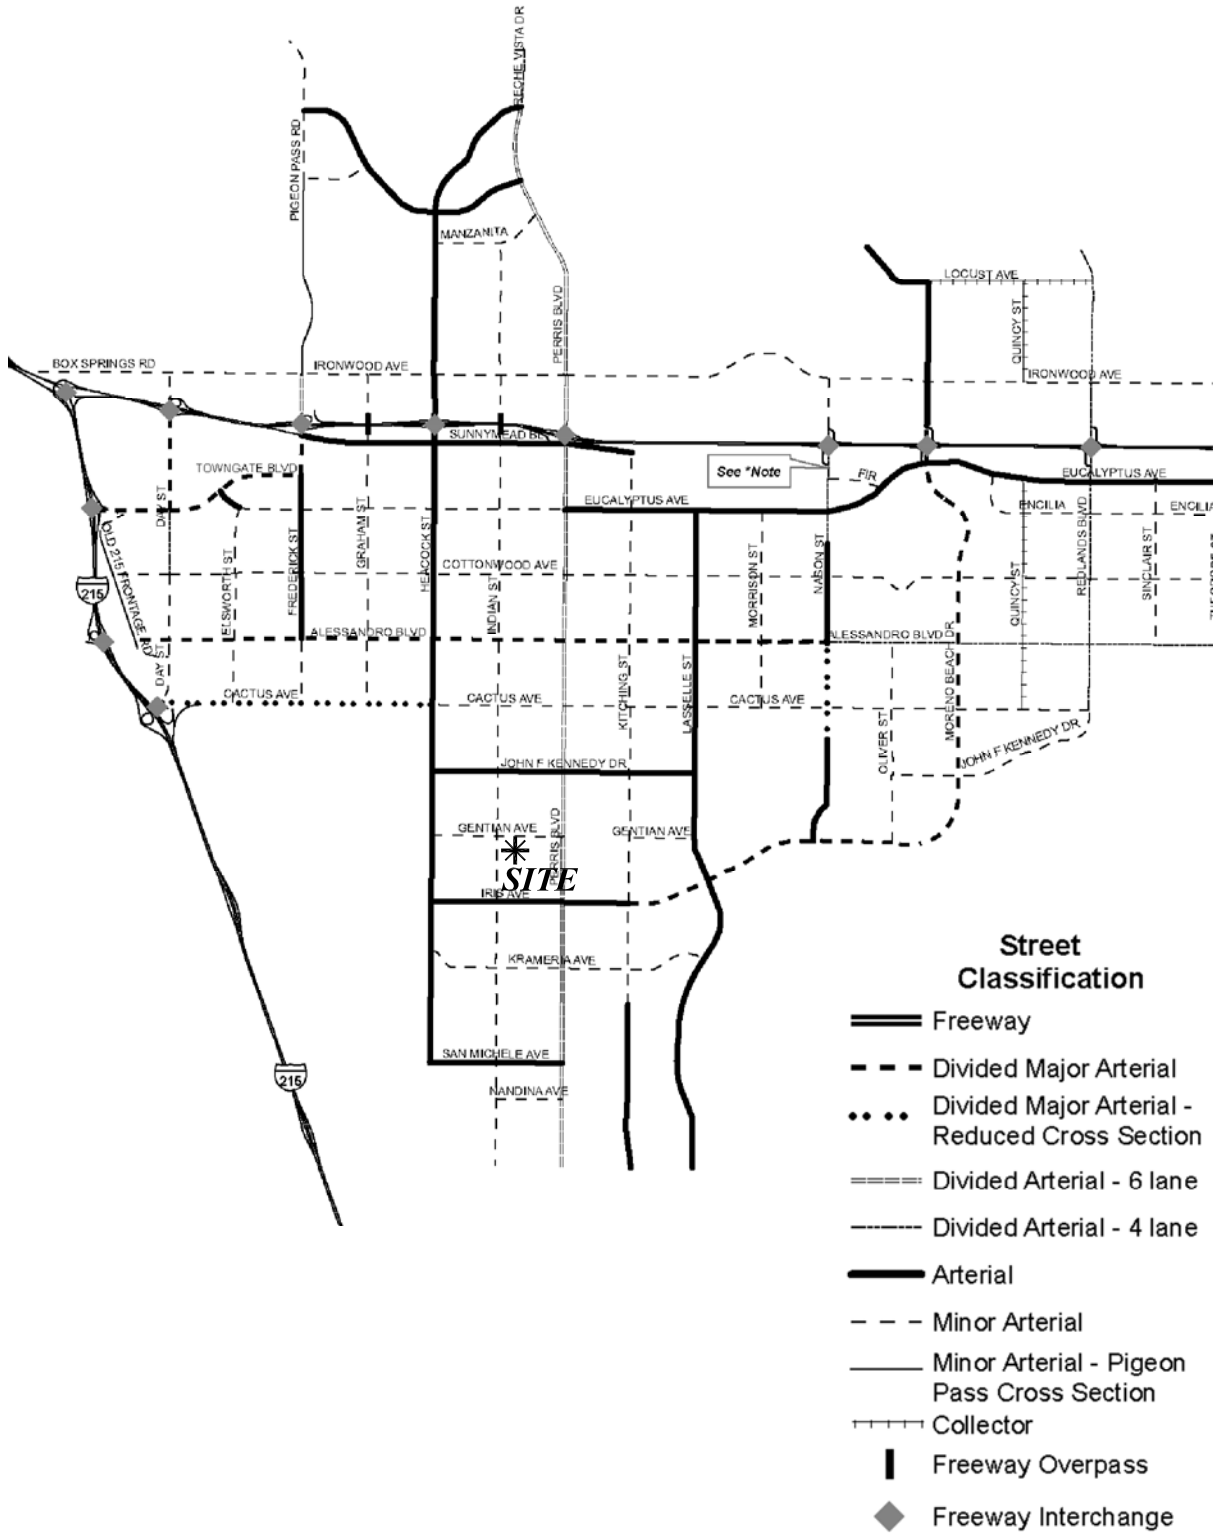 RECHE VISTA DR
PIGEON PASS RD
MANZANITA
PERRIS BLVD
LOCUST AVE
QUINCY ST
BOX SPRINGS RD
IRONWOOD AVE
IRONWOOD AVE
SUNNYMEAD BL
See *Note
TOWNGATE BLVD
FIR
EUCALYPTUS AVE
DAY ST
EUCALYPTUS AVE
ENCILIA
ENCILIA
OLD 215 FRONTAGE RD
GRAHAM ST
HEACOCK ST
REDLANDS BLVD
FREDERICK ST
ELSWORTH ST
COTTONWOOD AVE
INDIAN ST
MORRISON ST
NASON ST
QUINCY ST
SINCLAIR ST
215
ALESSANDRO BLVD
ALESSANDRO BLVD
DAY ST
CACTUS AVE
CACTUS AVE
KITCHING ST
LASSELLE ST
CACTUS AVE
OLIVER ST
MORENO BEACH DR
JOHN F KENNEDY DR
JOHN F KENNEDY DR
GENTIAN AVE
GENTIAN AVE
PERRIS BLVD
SITE
IRIS AVE
KRAMERIA AVE
SAN MICHELE AVE
215
NANDINA AVE
Street
Classification
Freeway
Divided Major Arterial
Divided Major Arterial -
Reduced Cross Section
Divided Arterial - 6 lane
Divided Arterial - 4 lane
Arterial
Minor Arterial
Minor Arterial - Pigeon
Pass Cross Section
Collector
Freeway Overpass
Freeway Interchange